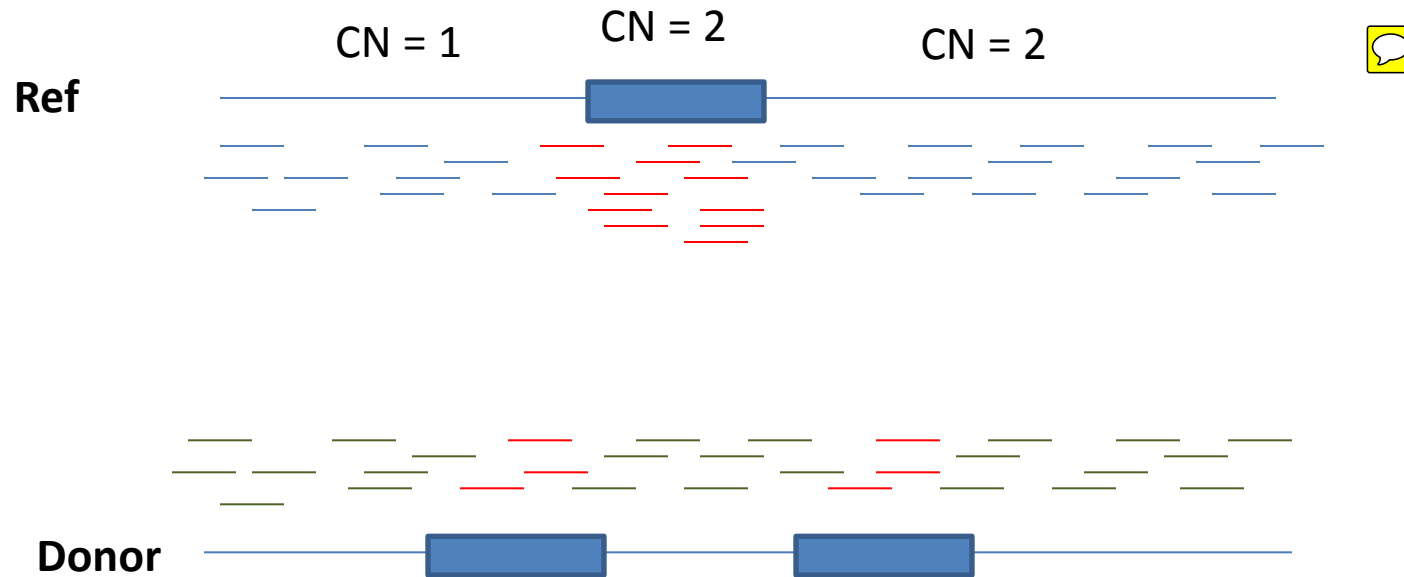 CN = 1
CN = 2
CN = 2
Ref
Donor